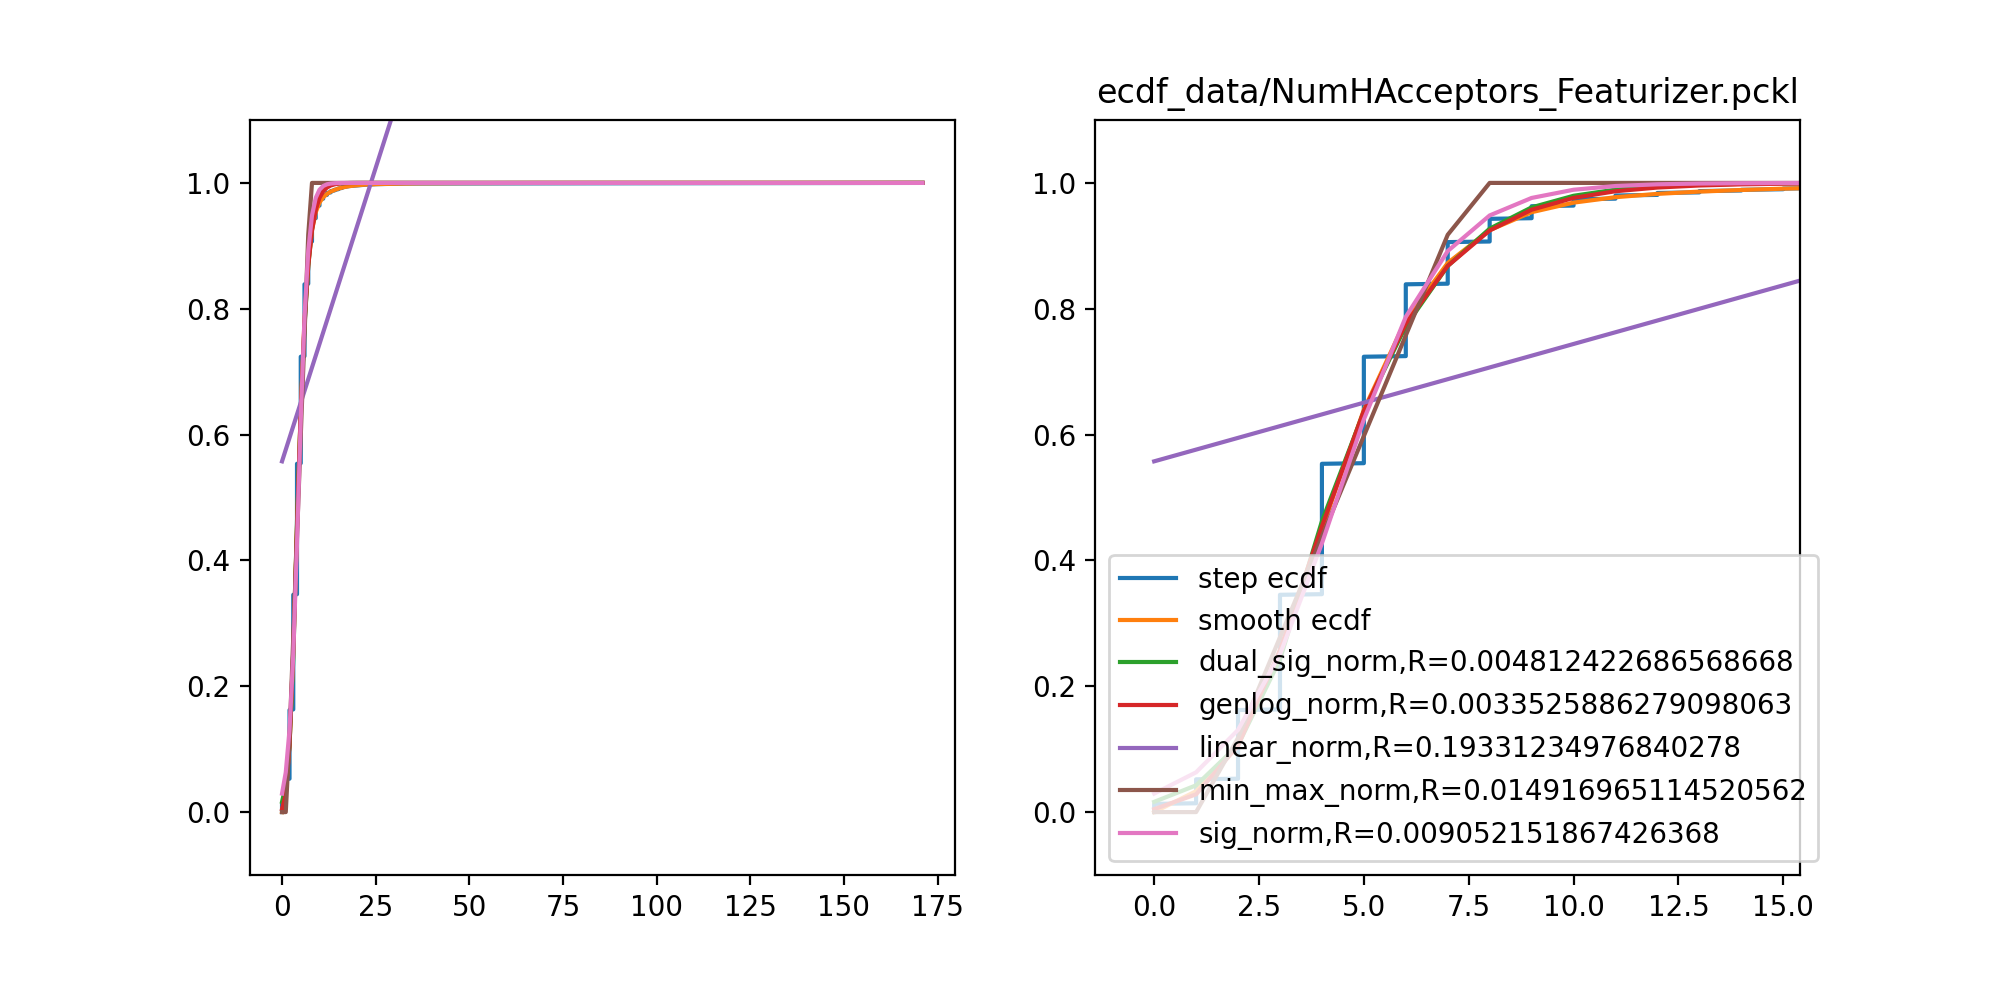 ecdf_data/NumHAcceptors_Featurizer.pckl
1.0
0.8
0.6
0.4
0.2
0.0
0 25 50 75 100 125 150 175
1.0
0.8
0.6
0.4
0.2
0.0
step ecdf
smooth ecdf
dual_sig_norm,R=0.004812422686568668
genlog_norm,R=0.0033525886279098063
linear_norm,R=0.19331234976840278
min_max_norm,R=0.014916965114520562
sig_norm,R=0.009052151867426368
0.0 2.5 5.0 7.5 10.0 12.5 15.0